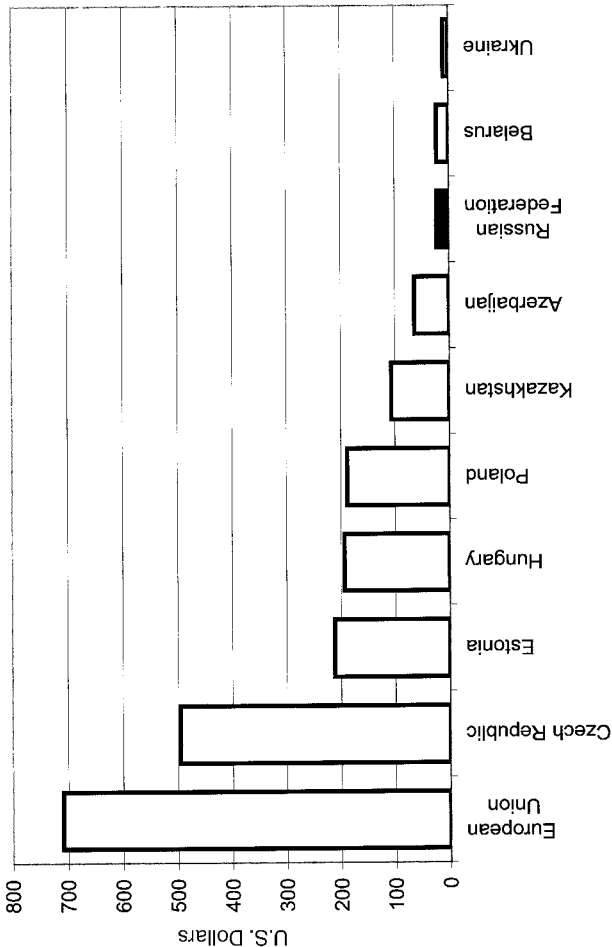 U.S. Dollars
800
700
600
500
400
300
200
100
0
European
Union
Czech Republic
Estonia
Hungary
Poland
Kazakhstan
Azerbaijan
Russian
Federation
Belarus
Ukraine